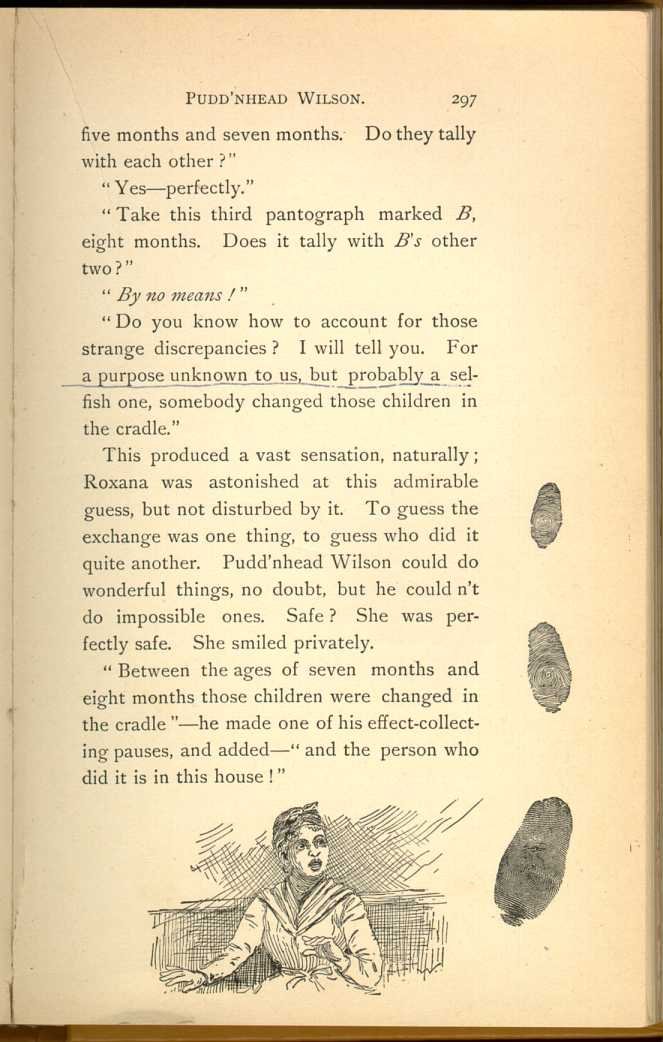 PUDD'NHEAD WILSON. 297
five months and seven months. Do they tally
with each other?"
"Yes—perfectly."
"Take this third pantograph marked B,
eight months. Does it tally with B's other
two?"
"By no means!"
"Do you know how to account for those
strange discrepancies? I will tell you. For
a purpose unknown to us, but probably a sel-
fish one, somebody changed those children in
the cradle."
This produced a vast sensation, naturally;
Roxana was astonished at this admirable
guess, but not disturbed by it. To guess the
exchange was one thing, to guess who did it
quite another. Pudd'nhead Wilson could do
wonderful things, no doubt, but he could n't
do impossible ones. Safe? She was per-
fectly safe. She smiled privately.
"Between the ages of seven months and
eight months those children were changed in
the cradle"—he made one of his effect-collect-
ing pauses, and added—"and the person who
did it is in this house!"